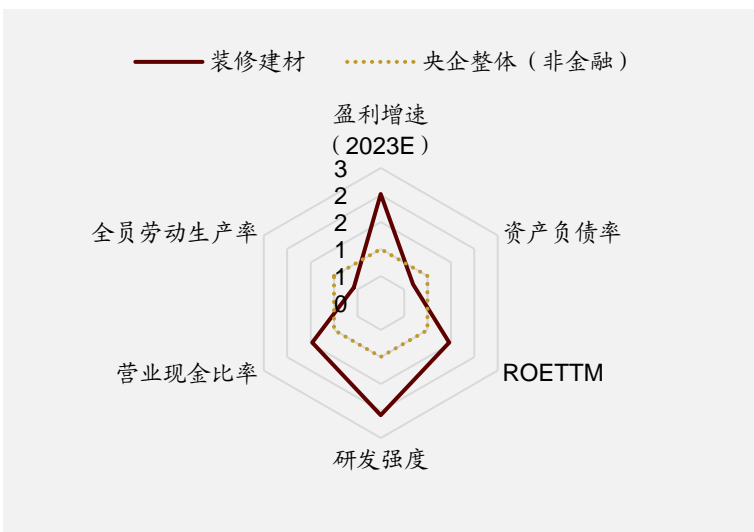 装修建材 央企整体（非金融）
盈利增速
（2023E）
3
2
全员劳动生产率 2 资产负债率
1
1
0
营业现金比率 ROETTM
研发强度